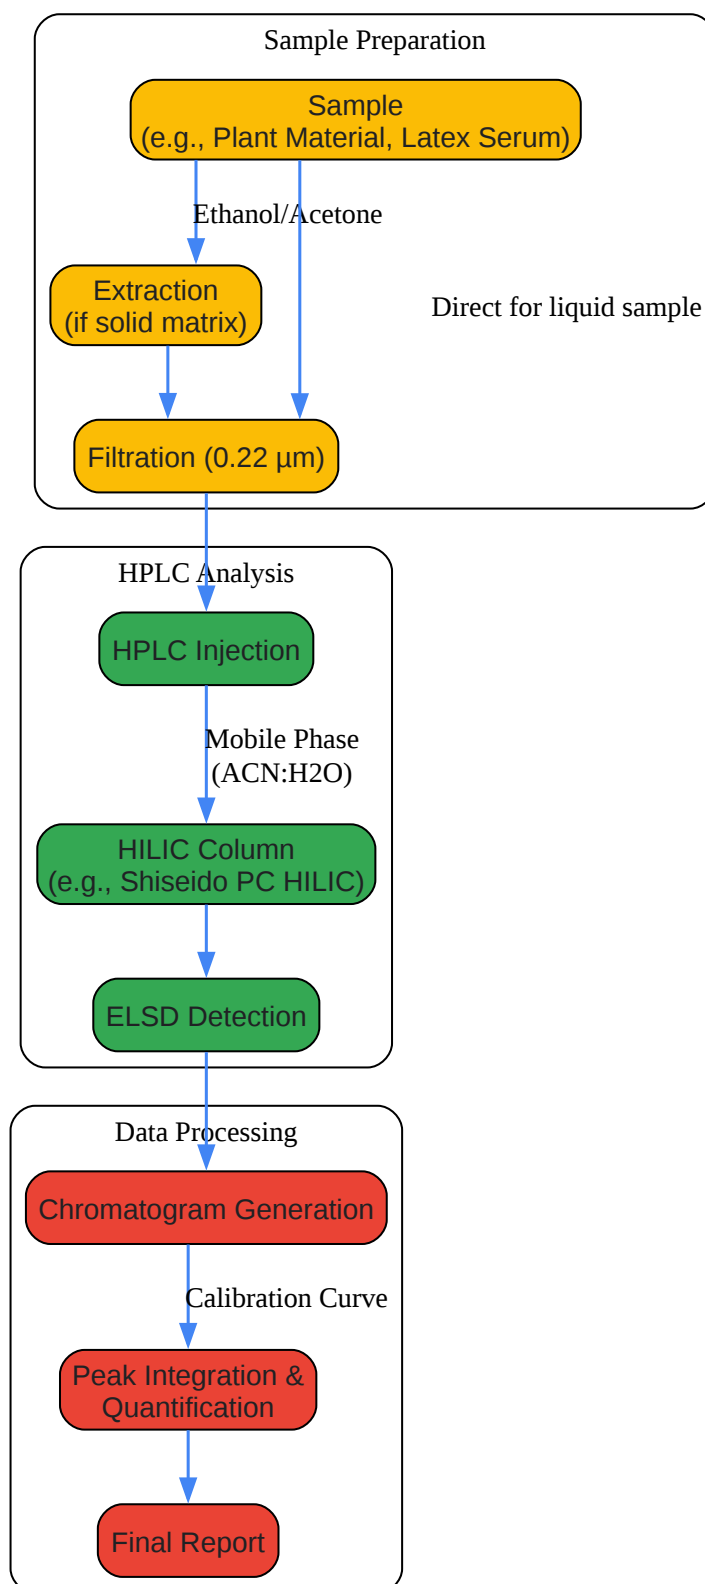 Sample Preparation
Sample
(e.g., Plant Material, Latex Serum)
Ethanol/Acetone
Extraction
(if solid matrix)
Direct for liquid sample
Filtration (0.22 µm)
HPLC Analysis
HPLC Injection
Mobile Phase
(ACN:H2O)
HILIC Column
(e.g., Shiseido PC HILIC)
ELSD Detection
Data Processing
Chromatogram Generation
Calibration Curve
Peak Integration &
Quantification
Final Report